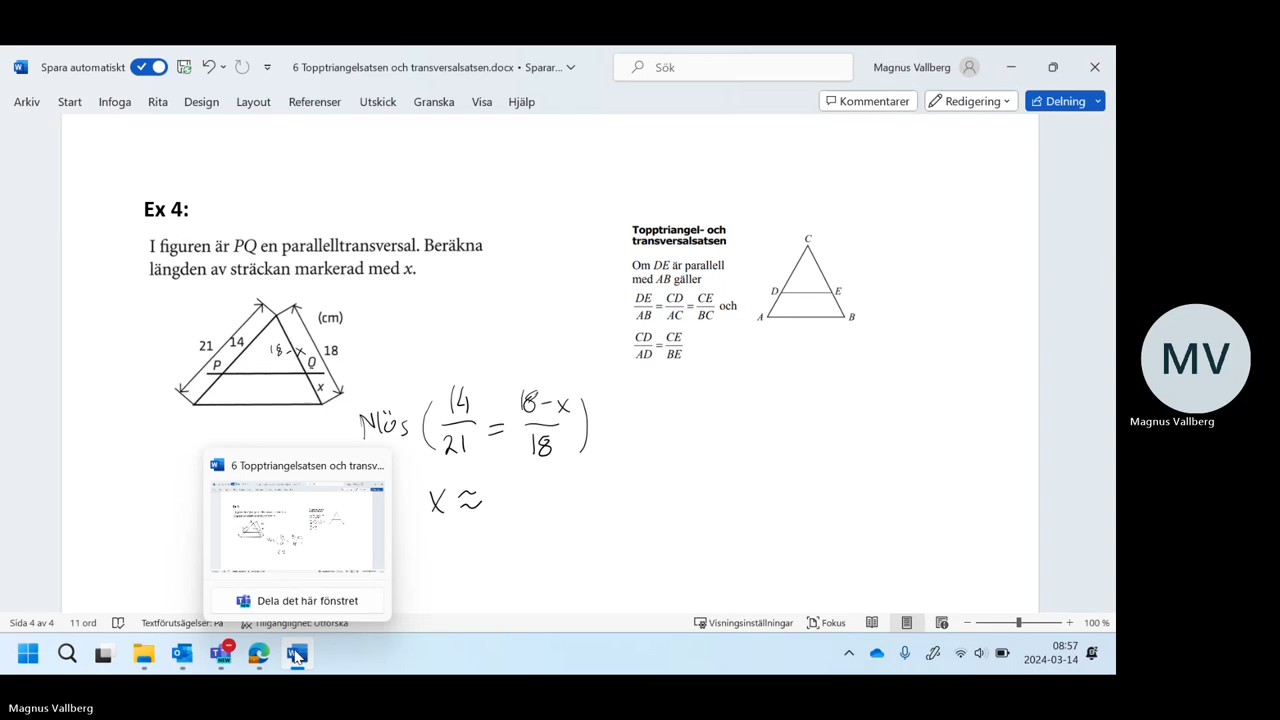 Spara automatiskt
6 Topptriangelsatsen och transversalsatsen.docx • Sparar...
Sök
Magnus Vallberg
Arkiv Start Infoga Rita Design Layout Referenser Utskick Granska Visa Hjälp
Kommentarer Redigering Delning
Ex 4:
I figuren är PQ en parallelltransversal. Beräkna
längden av sträckan markerad med x.
(cm)
21 14 18-x 18
P Q
x
Topptriangel- och
transversalsatsen
Om DE är parallell
med AB gäller
DE/AB = CD/AC = CE/BC och
CD/AD = CE/BE
C
D E
A B
Nlös (14/21 = 18-x/18)
x ≈
6 Topptriangelsatsen och transv...
Dela det här fönstret
Sida 4 av 4 11 ord Textförutsägelser: På Tillgänglighet: Utforska Visningsinställningar Fokus 100 %
NEW
08:57
2024-03-14
MV
Magnus Vallberg
Magnus Vallberg